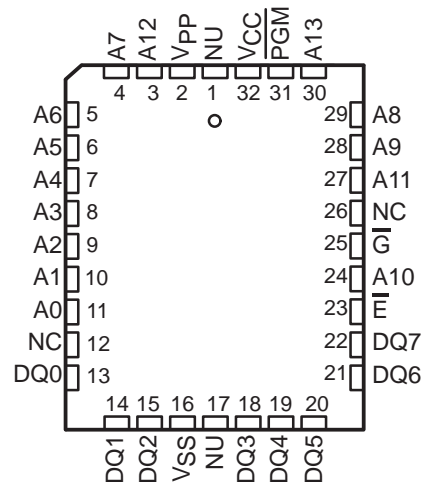 A7 A12 VPP NU VCC PGM A13
4 3 2 1 32 31 30
A6 5 29 A8
A5 6 28 A9
A4 7 27 A11
A3 8 26 NC
A2 9 25 G
A1 10 24 A10
A0 11 23 E
NC 12 22 DQ7
DQ0 13 21 DQ6
14 15 16 17 18 19 20
DQ1 DQ2 VSS NU DQ3 DQ4 DQ5